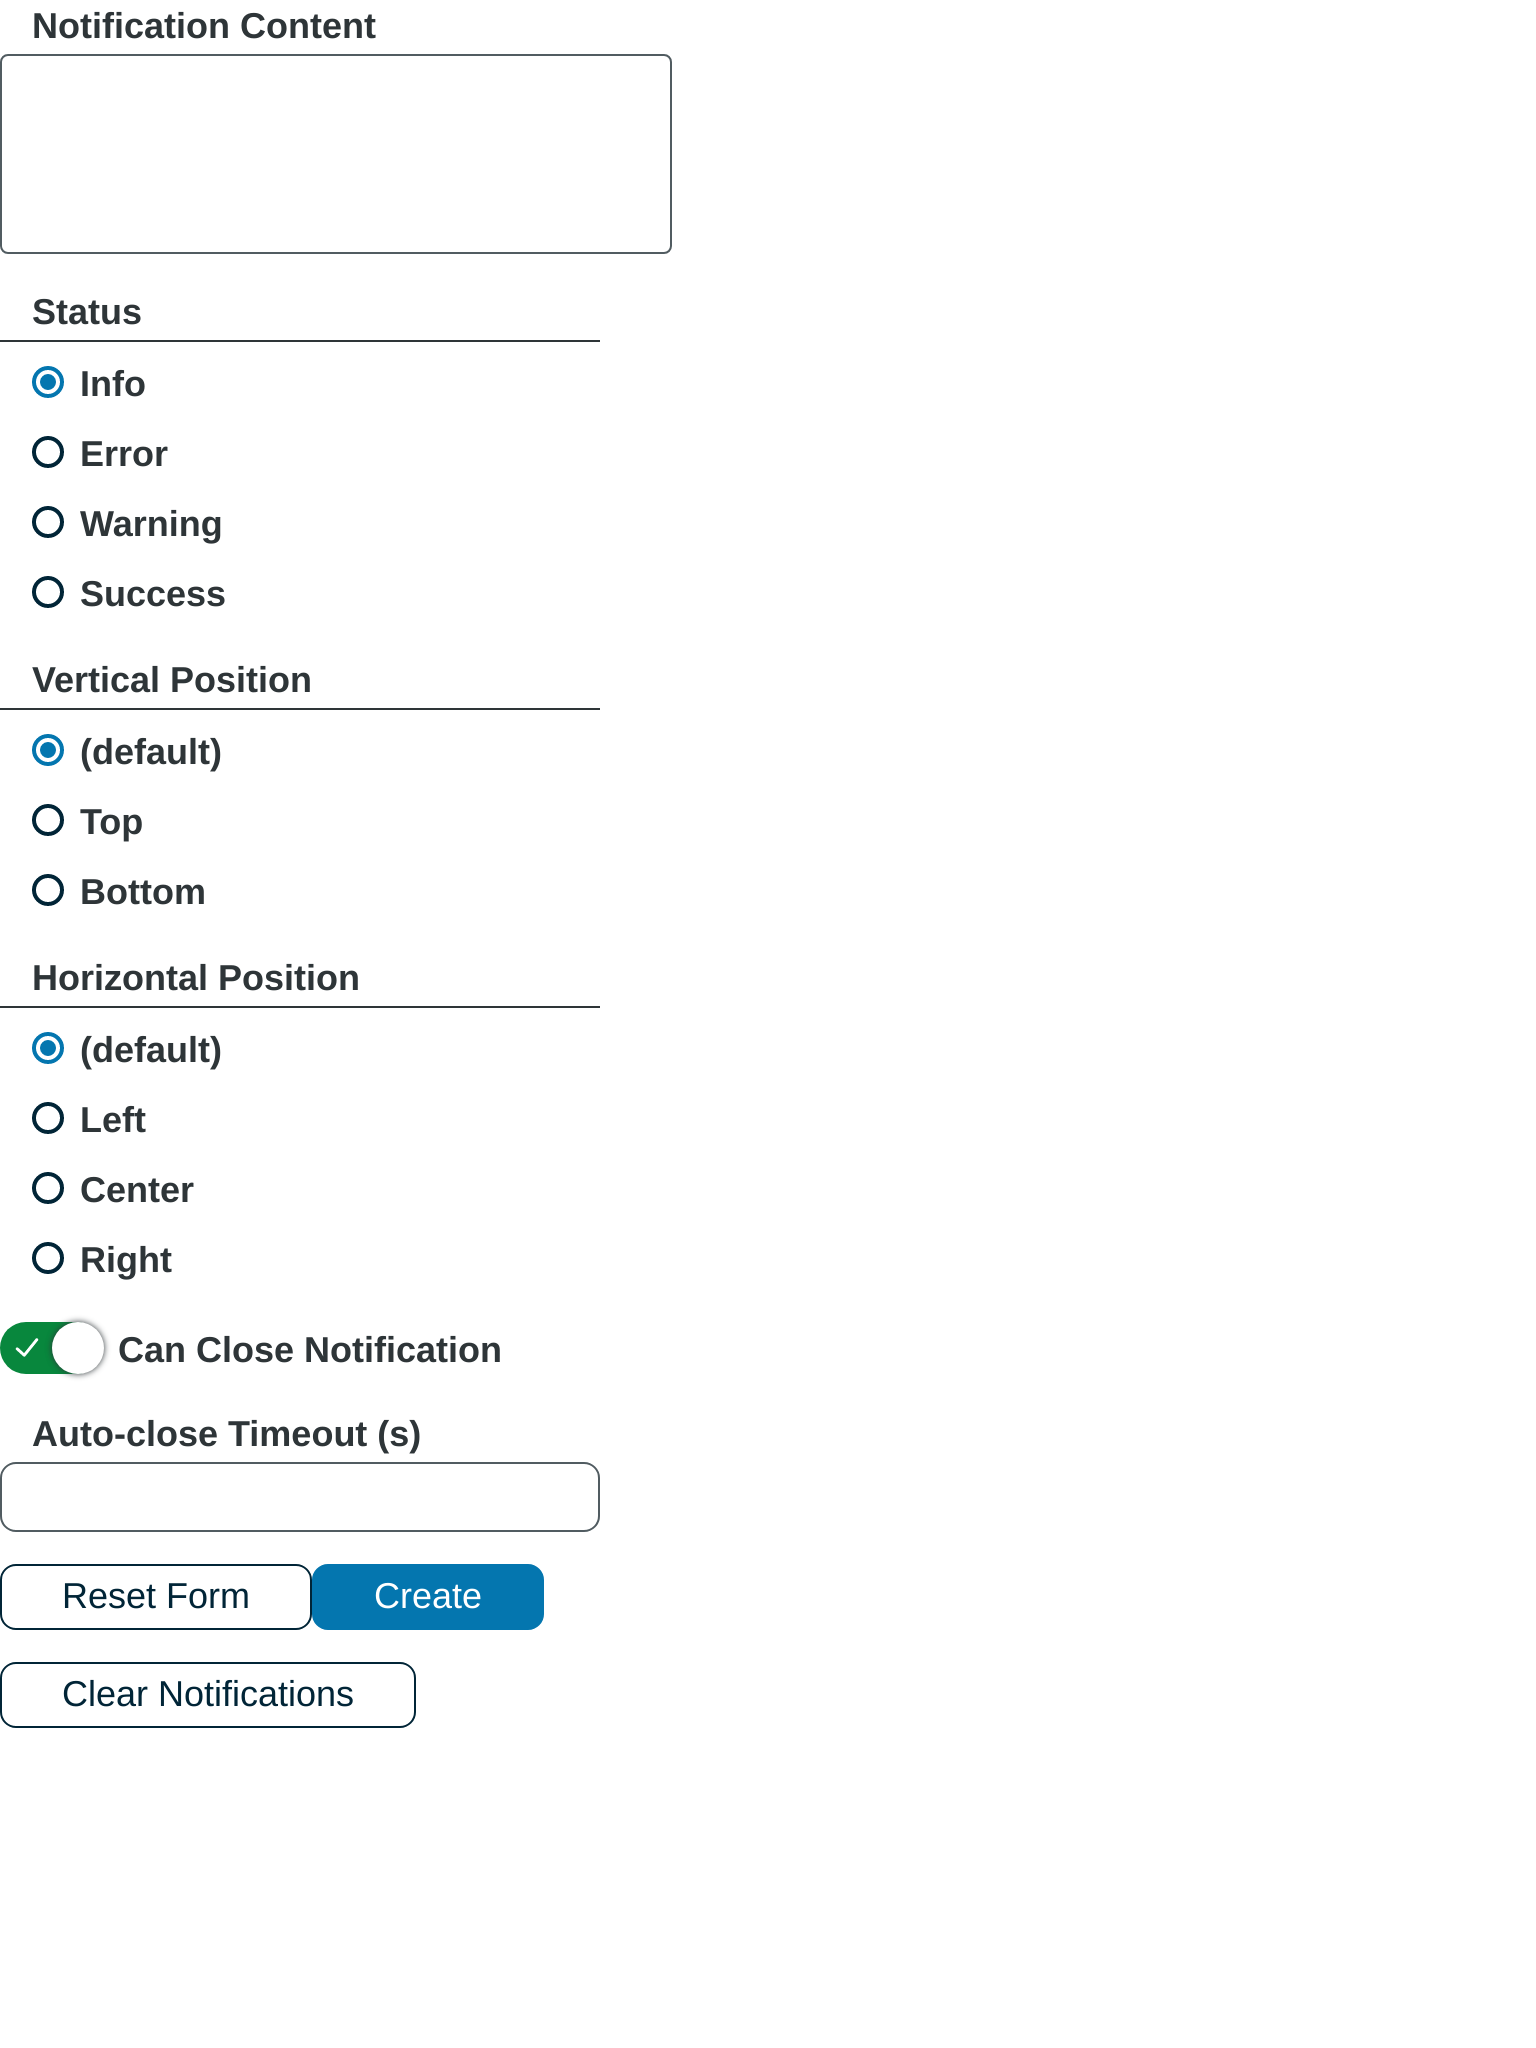 Notification Content
Status
Info
Error
Warning
Success
Vertical Position
(default)
Top
Bottom
Horizontal Position
(default)
Left
Center
Right
Can Close Notification
Auto-close Timeout (s)
Reset Form
Create
Clear Notifications